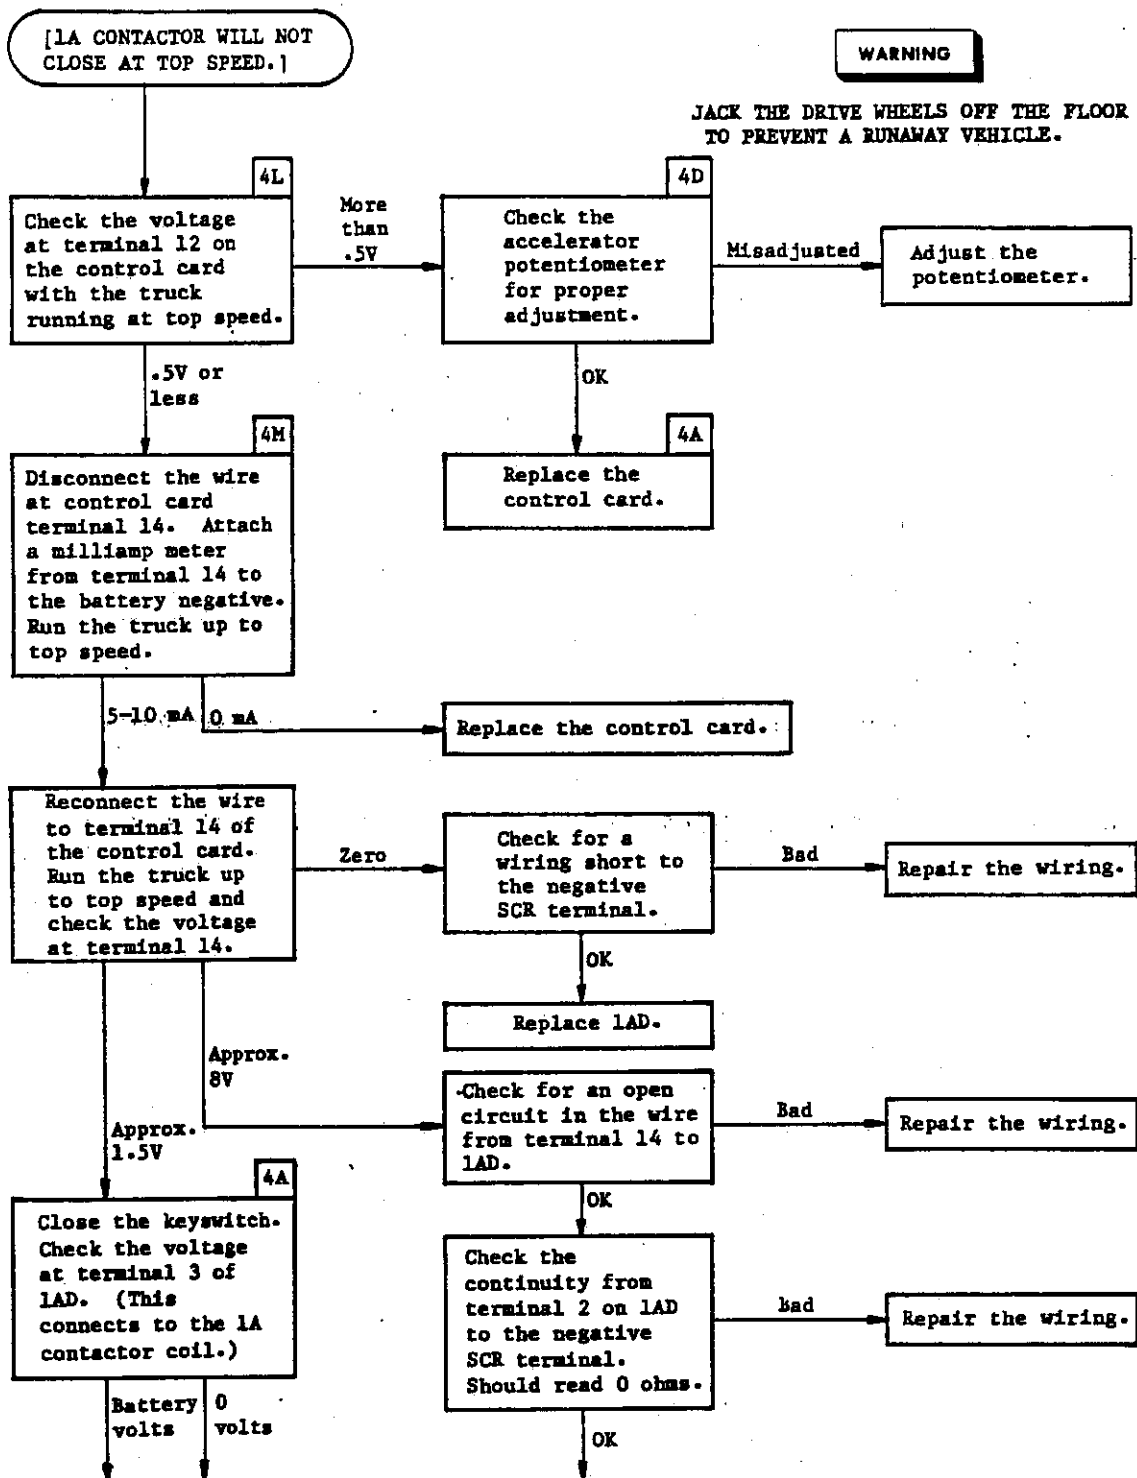 [1A CONTACTOR WILL NOT
CLOSE AT TOP SPEED.]
WARNING
JACK THE DRIVE WHEELS OFF THE FLOOR
TO PREVENT A RUNAWAY VEHICLE.
4L
Check the voltage
at terminal 12 on
the control card
with the truck
running at top speed.
More
than
.5V
4D
Check the
accelerator
potentiometer
for proper
adjustment.
Misadjusted
Adjust the
potentiometer.
.5V or
less
OK
4M
Disconnect the wire
at control card
terminal 14. Attach
a milliamp meter
from terminal 14 to
the battery negative.
Run the truck up to
top speed.
4A
Replace the
control card.
5-10 mA
0 mA
Replace the control card.
Reconnect the wire
to terminal 14 of
the control card.
Run the truck up
to top speed and
check the voltage
at terminal 14.
Zero
Check for a
wiring short to
the negative
SCR terminal.
Bad
Repair the wiring.
OK
Replace 1AD.
Approx.
8V
Check for an open
circuit in the wire
from terminal 14 to
1AD.
Bad
Repair the wiring.
Approx.
1.5V
OK
4A
Close the keyswitch.
Check the voltage
at terminal 3 of
1AD. (This
connects to the 1A
contactor coil.)
Check the
continuity from
terminal 2 on 1AD
to the negative
SCR terminal.
Should read 0 ohms.
Bad
Repair the wiring.
Battery
volts
0
volts
OK